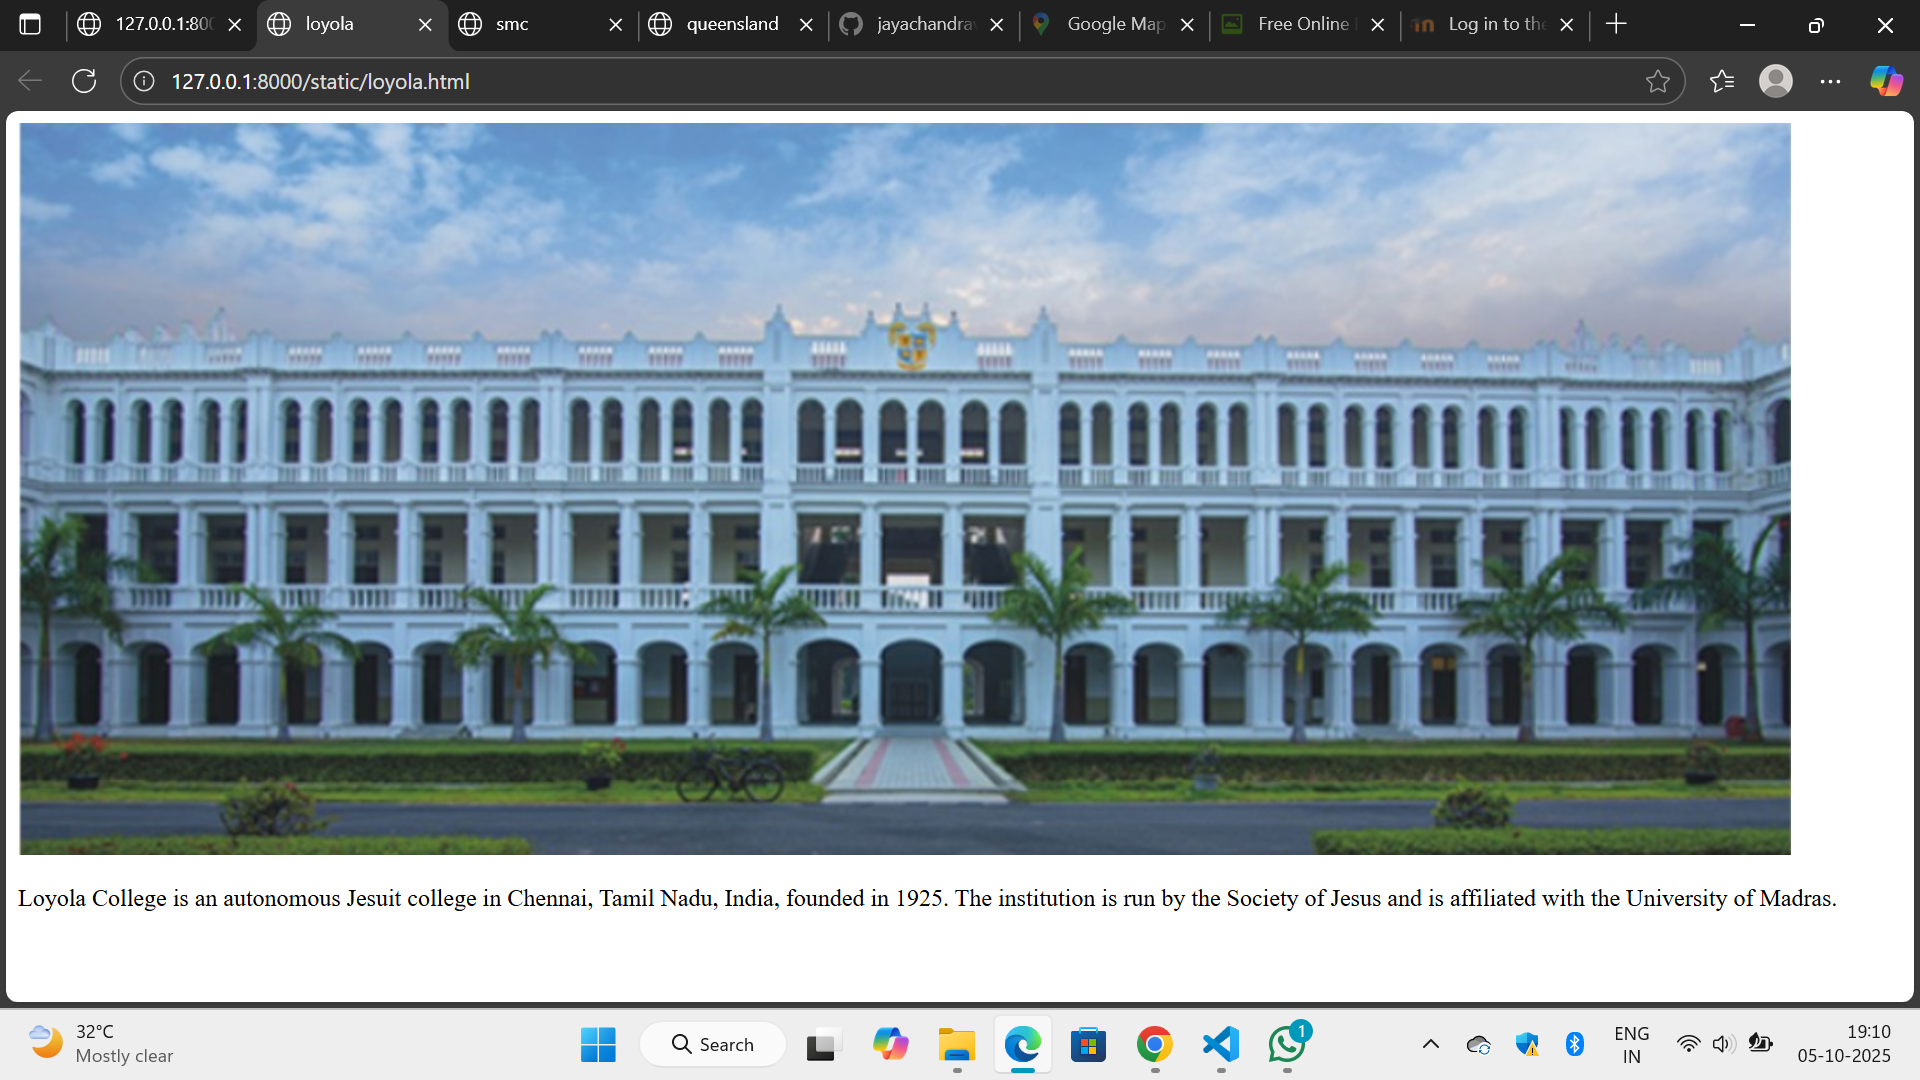 127.0.0.1:800
loyola
smc
queensland
jayachandra
Google Map
Free Online
Log in to the
127.0.0.1:8000/static/loyola.html
Loyola College is an autonomous Jesuit college in Chennai, Tamil Nadu, India, founded in 1925. The institution is run by the Society of Jesus and is affiliated with the University of Madras.
32°C
Mostly clear
Search
1
ENG
IN
19:10
05-10-2025